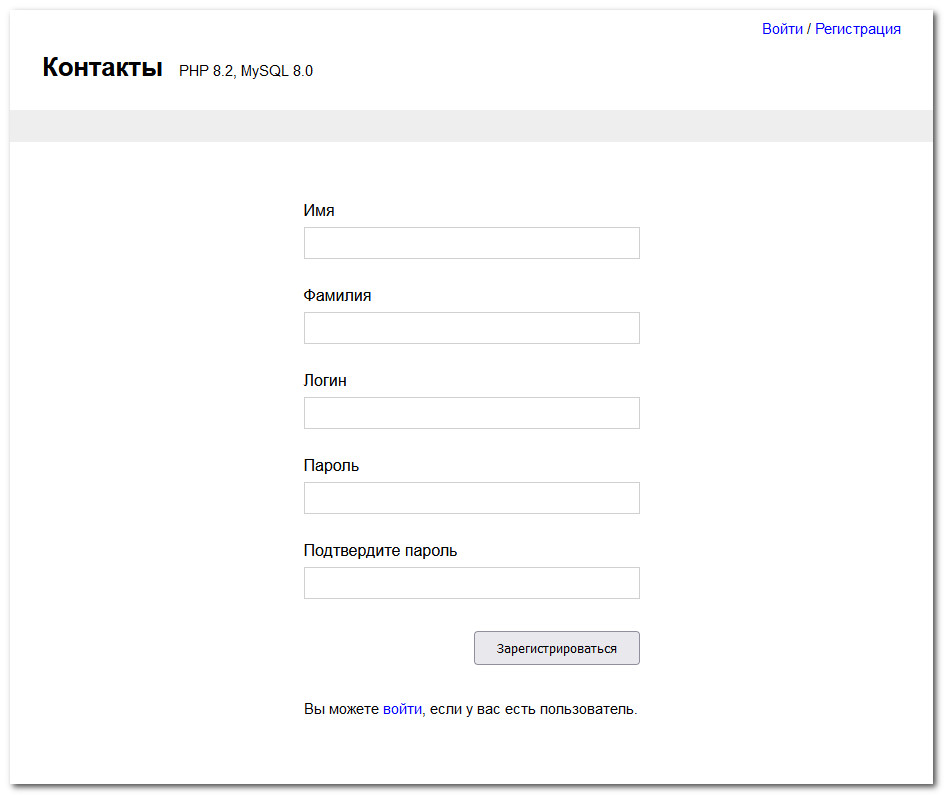 Войти / Регистрация
Контакты PHP 8.2, MySQL 8.0
Имя
Фамилия
Логин
Пароль
Подтвердите пароль
Зарегистрироваться
Вы можете войти, если у вас есть пользователь.